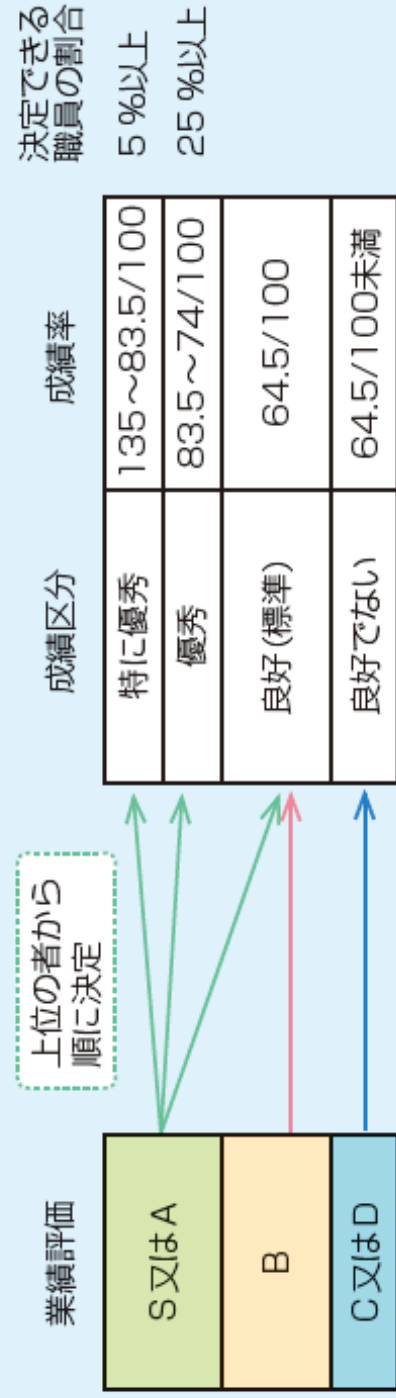 業績評価
S又はA
B
C又はD
上位の者から
順に決定
成績区分
成績率
決定できる
職員の割合
特に優秀
135～83.5/100
5％以上
優秀
83.5～74/100
25％以上
良好(標準)
64.5/100
良好でない
64.5/100未満